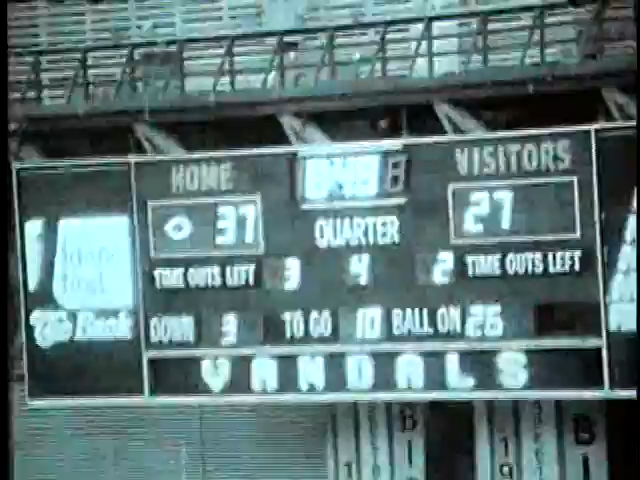 HOME
VISITORS
37
27
QUARTER
TIME OUTS LEFT 3 4 2 TIME OUTS LEFT
DOWN 3 TO GO 10 BALL ON 26
Bank
VANDALS